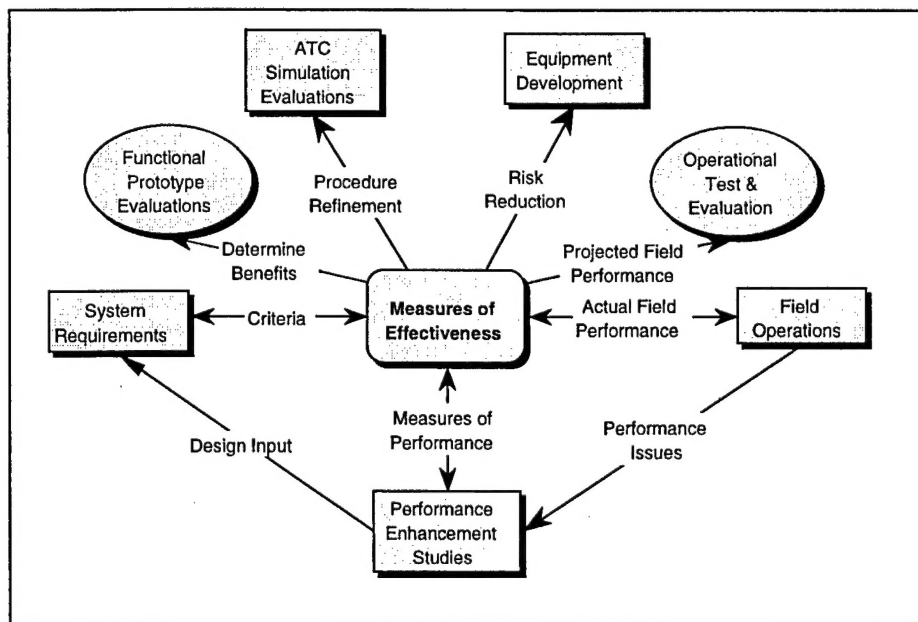 ATC
Simulation
Evaluations
Equipment
Development
Functional
Prototype
Evaluations
Procedure
Refinement
Risk
Reduction
Operational
Test &
Evaluation
Determine
Benefits
Projected Field
Performance
System
Requirements
Criteria
Measures of
Effectiveness
Actual Field
Performance
Field
Operations
Measures of
Performance
Design Input
Performance
Issues
Performance
Enhancement
Studies